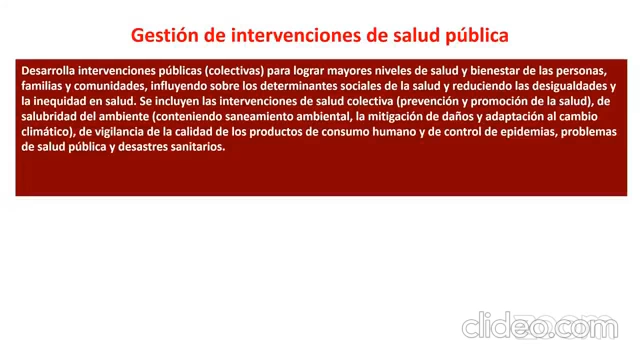 Gestión de intervenciones de salud pública
Desarrolla intervenciones públicas (colectivas) para lograr mayores niveles de salud y bienestar de las personas,
familias y comunidades, influyendo sobre los determinantes sociales de la salud y reduciendo las desigualdades y
la inequidad en salud. Se incluyen las intervenciones de salud colectiva (prevención y promoción de la salud), de
salubridad del ambiente (conteniendo saneamiento ambiental, la mitigación de daños y adaptación al cambio
climático), de vigilancia de la calidad de los productos de consumo humano y de control de epidemias, problemas
de salud pública y desastres sanitarios.
zoom
clideo.com